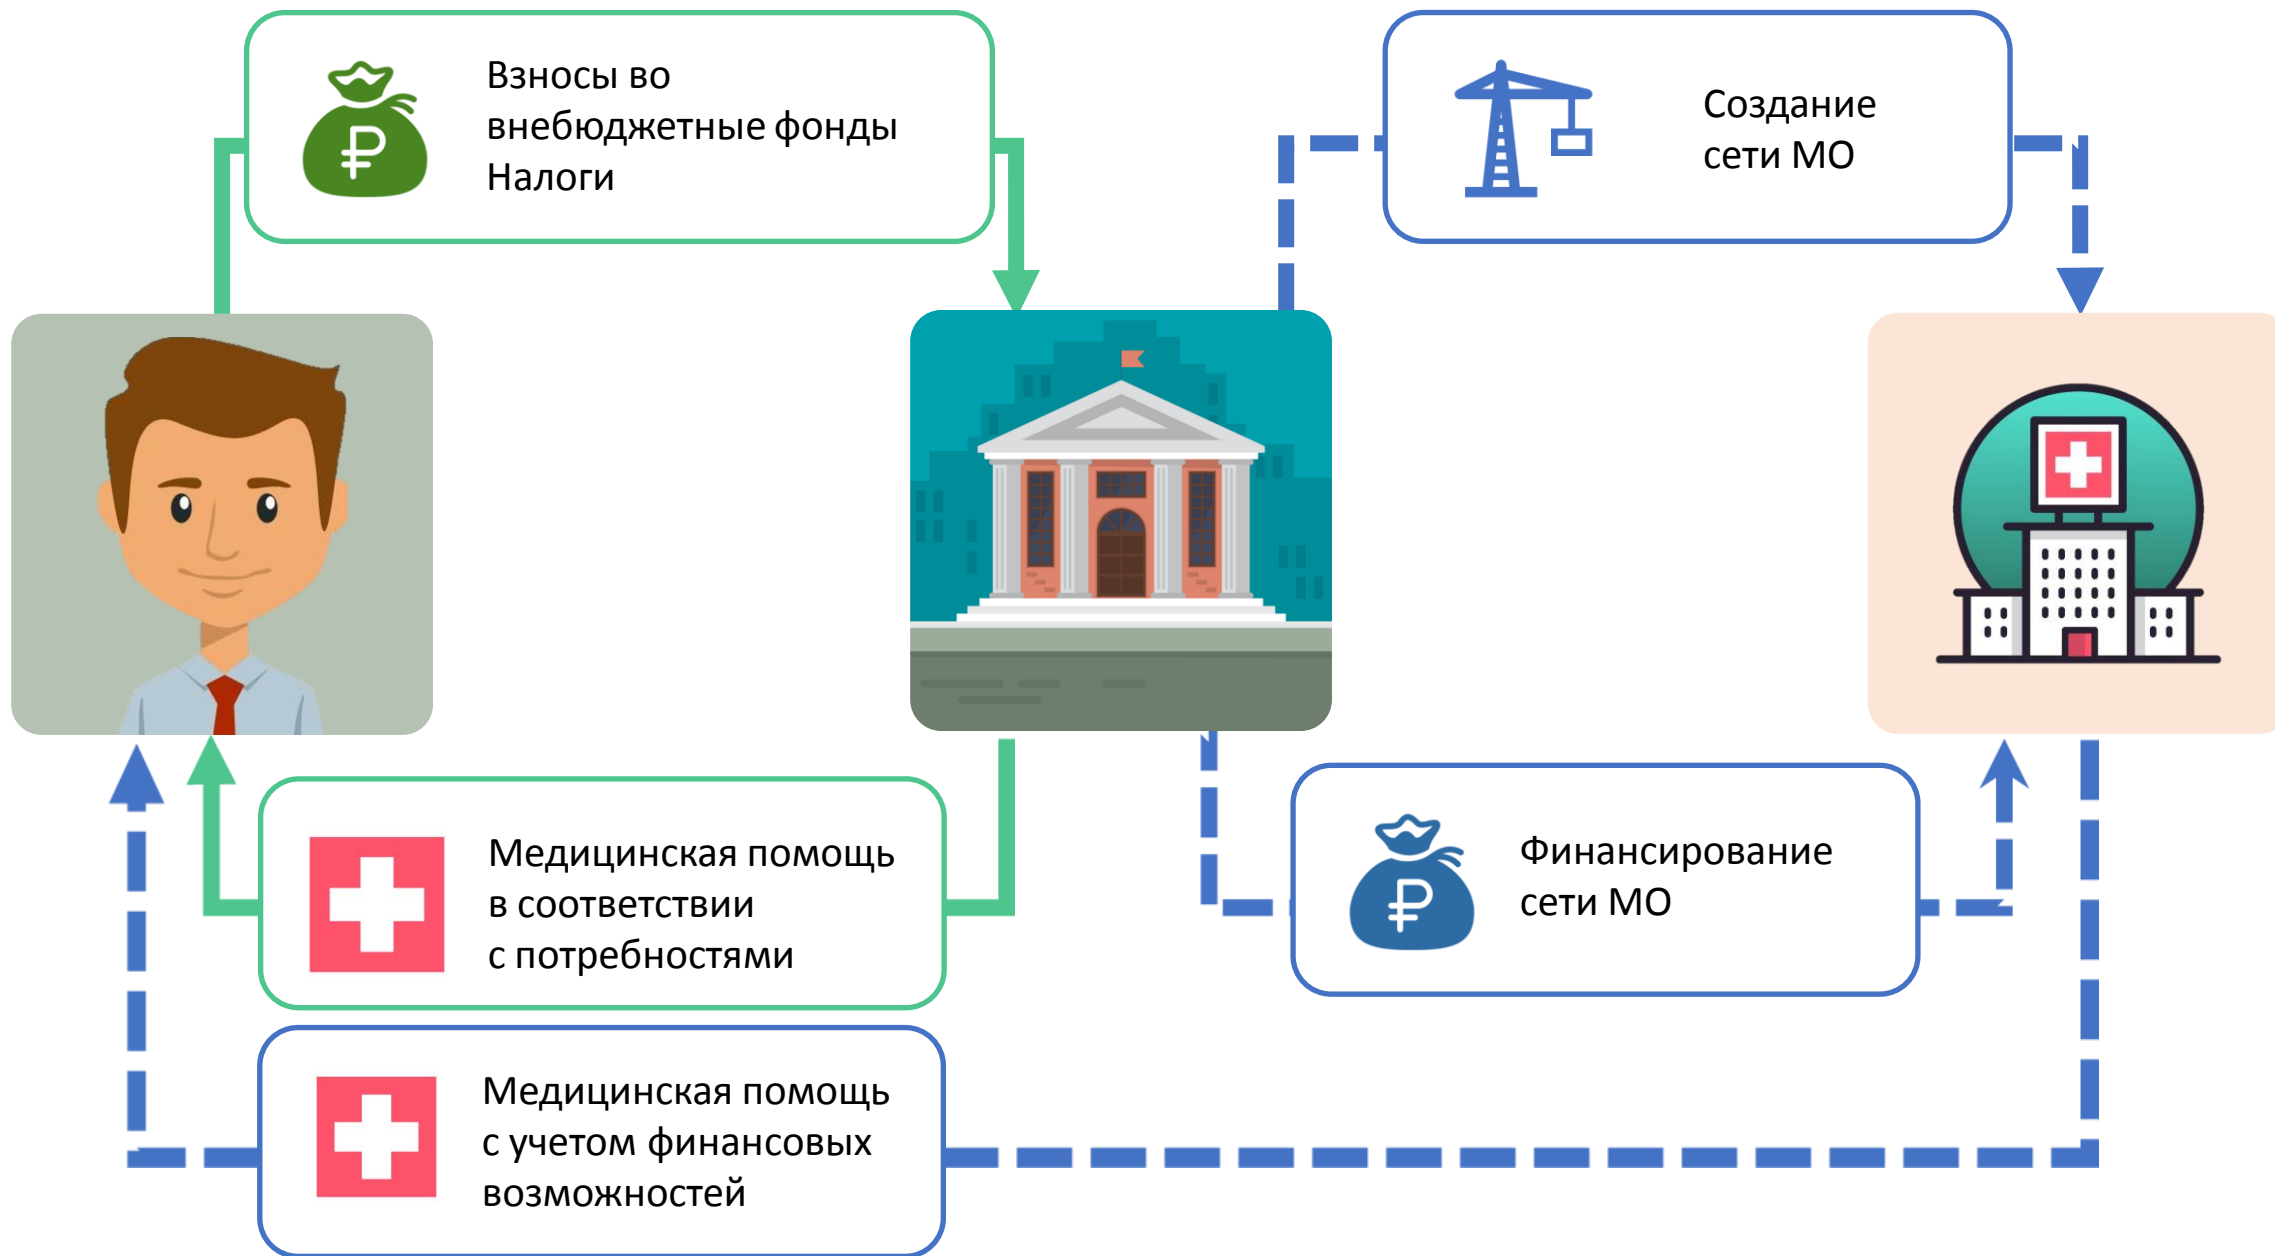 Взносы во
внебюджетные фонды
Налоги
Создание
сети МО
Медицинская помощь
в соответствии
с потребностями
Финансирование
сети МО
Медицинская помощь
с учетом финансовых
возможностей